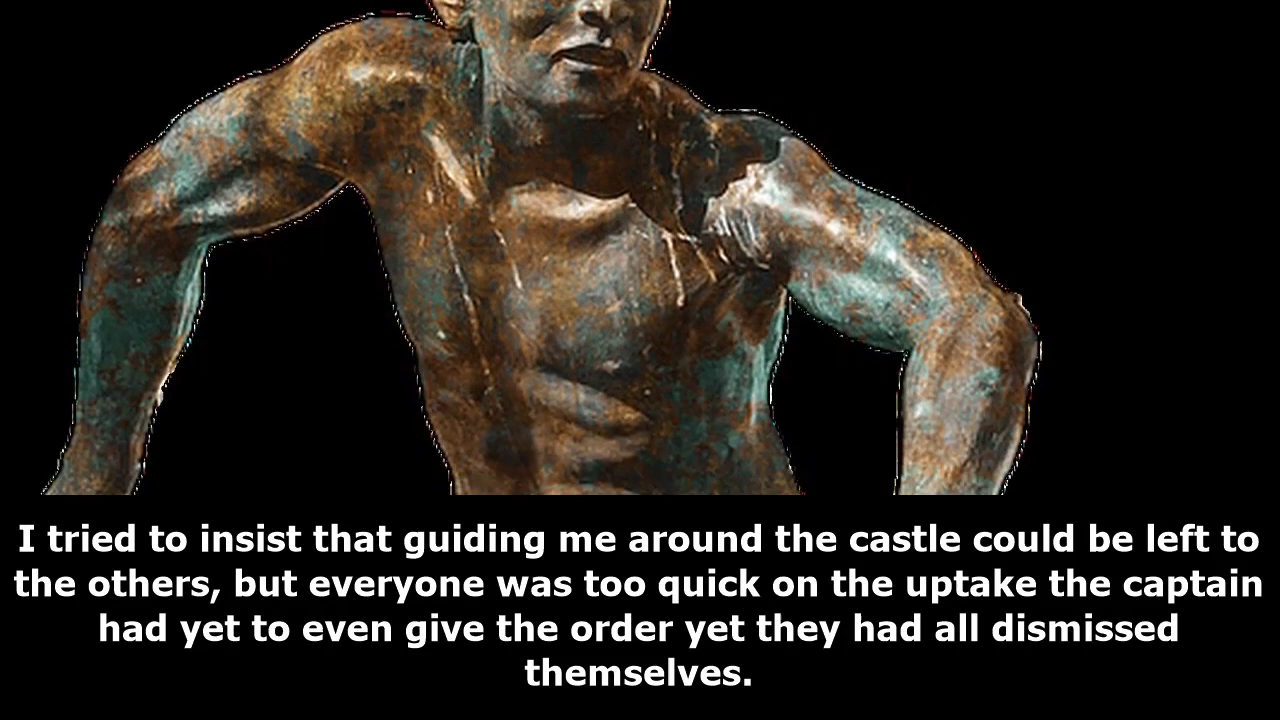 I tried to insist that guiding me around the castle could be left to
the others, but everyone was too quick on the uptake the captain
had yet to even give the order yet they had all dismissed
themselves.